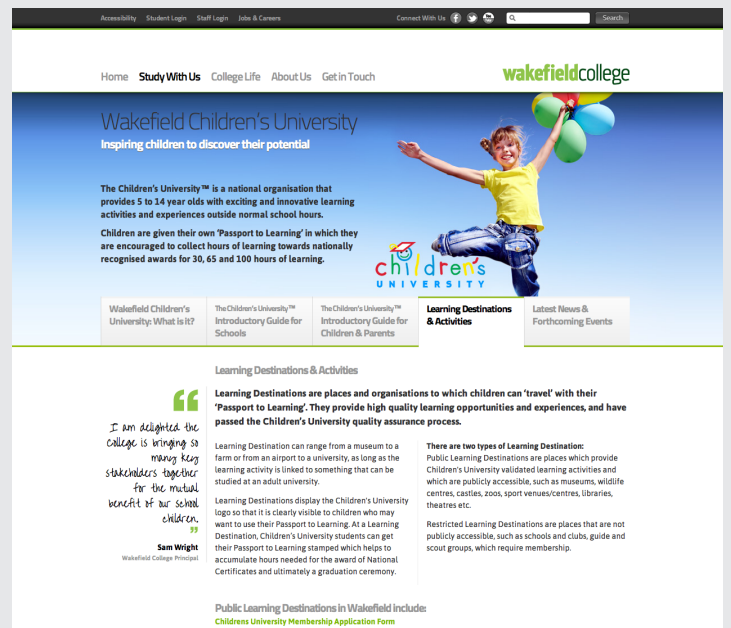 Accessibility Student Login Staff Login Jobs & Careers Connect With Us Search
Home Study With Us College Life About Us Get in Touch
wakefieldcollege
Wakefield Children's University
Inspiring children to discover their potential
The Children's University™ is a national organisation that
provides 5 to 14 year olds with exciting and innovative learning
activities and experiences outside normal school hours.
Children are given their own 'Passport to Learning' in which they
are encouraged to collect hours of learning towards nationally
recognised awards for 30, 65 and 100 hours of learning.
children's
UNIVERSITY
Wakefield Children's
University: What is it?
The Children's University™
Introductory Guide for
Schools
The Children's University™
Introductory Guide for
Children & Parents
Learning Destinations
& Activities
Latest News &
Forthcoming Events
Learning Destinations & Activities
Learning Destinations are places and organisations to which children can 'travel' with their
'Passport to Learning'. They provide high quality learning opportunities and experiences, and have
passed the Children's University quality assurance process.
“
I am delighted the
College is bringing so
many key
stakeholders together
for the mutual
benefit of our school
children.
”
Sam Wright
Wakefield College Principal
Learning Destination can range from a museum to a
farm or from an airport to a university, as long as the
learning activity is linked to something that can be
studied at an adult university.
Learning Destinations display the Children's University
logo so that it is clearly visible to children who may
want to use their Passport to Learning. At a Learning
Destination, Children's University students can get
their Passport to Learning stamped which helps to
accumulate hours needed for the award of National
Certificates and ultimately a graduation ceremony.
There are two types of Learning Destination:
Public Learning Destinations are places which provide
Children's University validated learning activities and
which are publicly accessible, such as museums, wildlife
centres, castles, zoos, sport venues/centres, libraries,
theatres etc.
Restricted Learning Destinations are places that are not
publicly accessible, such as schools and clubs, guide and
scout groups, which require membership.
Public Learning Destinations in Wakefield include:
Childrens University Membership Application Form